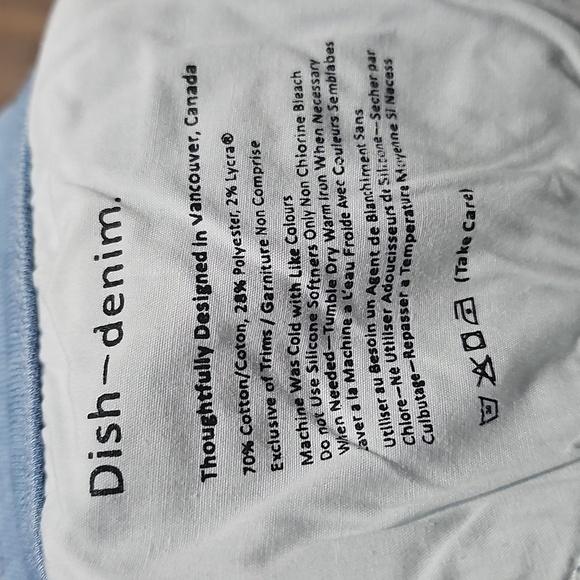 Dish—denim.
Thoughtfully Designed In Vancouver, Canada
70% Cotton/Coton, 28% Polyester, 2% Lycra®
Exclusive of Trims / Garniture Non Comprise
Machine Was Cold with Like Colours
Do not Use Silicone Softners Only Non Chlorine Bleach
When Needed—Tumble Dry Warm Iron When Necessary
Laver a la Machine a L'eau Froide Avec Couleurs Semblabes
Utiliser au Besoin un Agent de Blanchiment Sans
Chlore—Ne Utiliser Adoucisseurs de Silicone—Secher par
Culbutage—Repasser a Temperature Moyenne Si Necess
(Take Care)